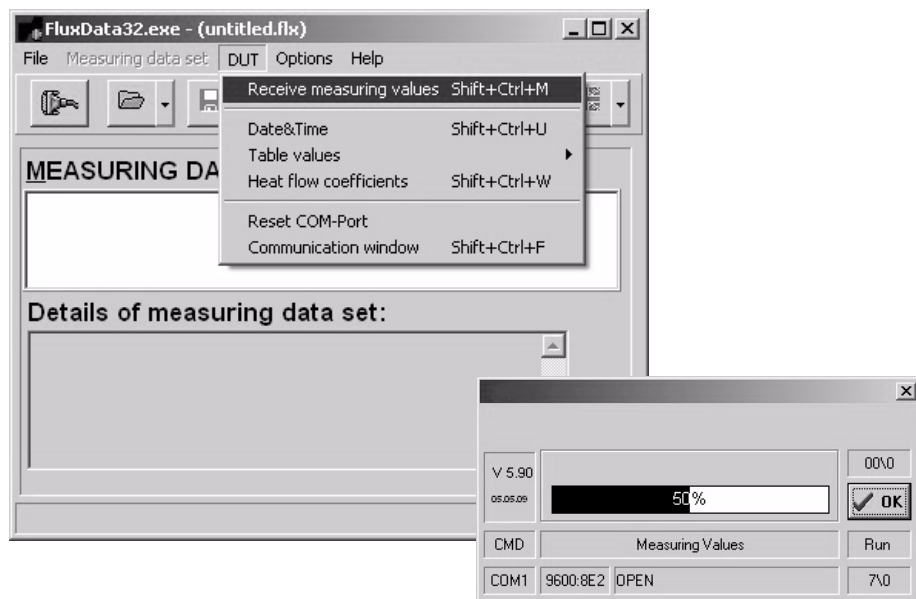 FluxData32.exe - (untitled.flx)
File Measuring data set DUT Options Help
Receive measuring values Shift+Ctrl+M
Date&Time Shift+Ctrl+U
Table values
Heat flow coefficients Shift+Ctrl+W
Reset COM-Port
Communication window Shift+Ctrl+F
MEASURING DA
Details of measuring data set:
V 5.90
05.05.09
50%
00\0
OK
CMD Measuring Values Run
COM1 9600:8E2 OPEN 7\0